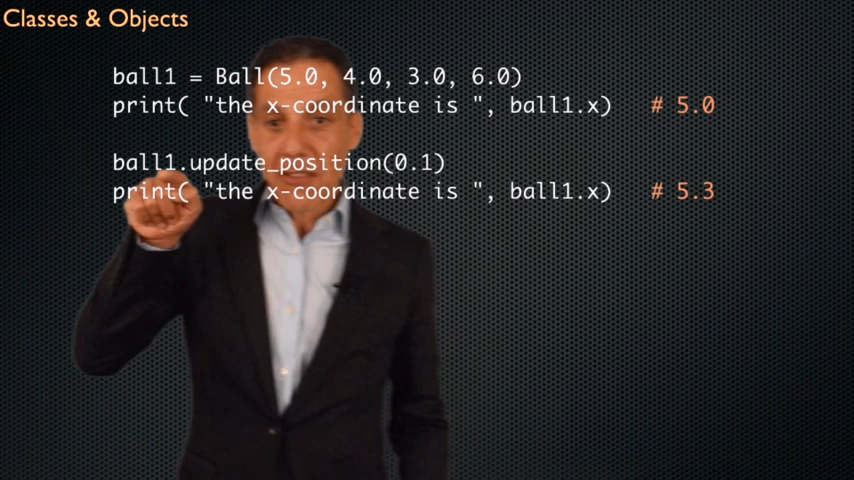 Classes & Objects
ball1 = Ball(5.0, 4.0, 3.0, 6.0)
print( "the x-coordinate is ", ball1.x) # 5.0
ball1.update_position(0.1)
print( "the x-coordinate is ", ball1.x) # 5.3